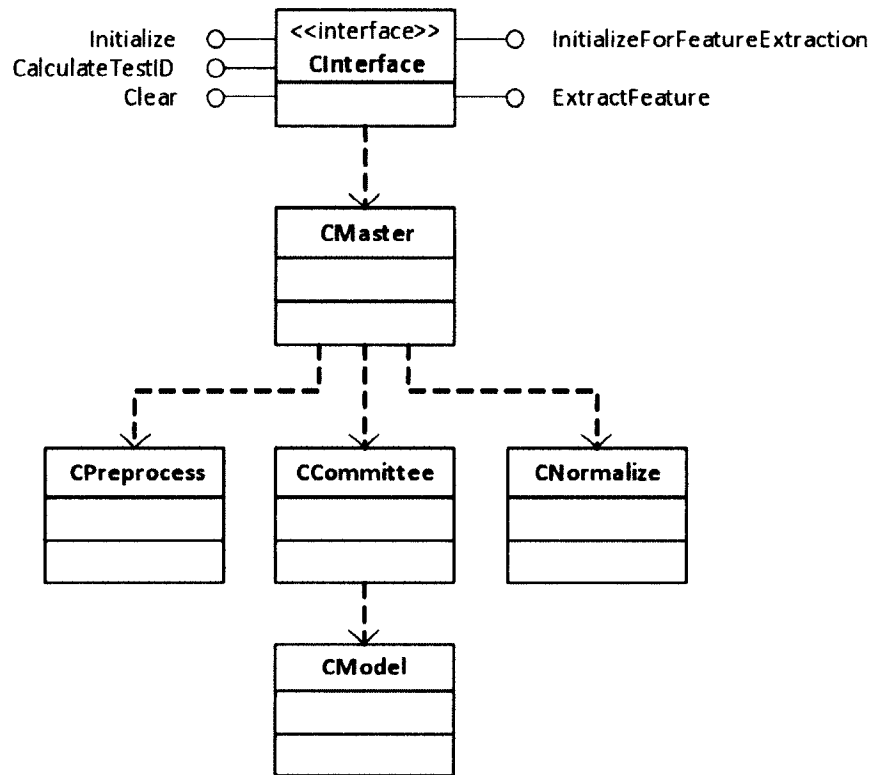 Initialize
<<interface>>
InitializeForFeatureExtraction
CalculateTestID
CInterface
Clear
ExtractFeature
CMaster
CPreprocess
CCommittee
CNormalize
CModel